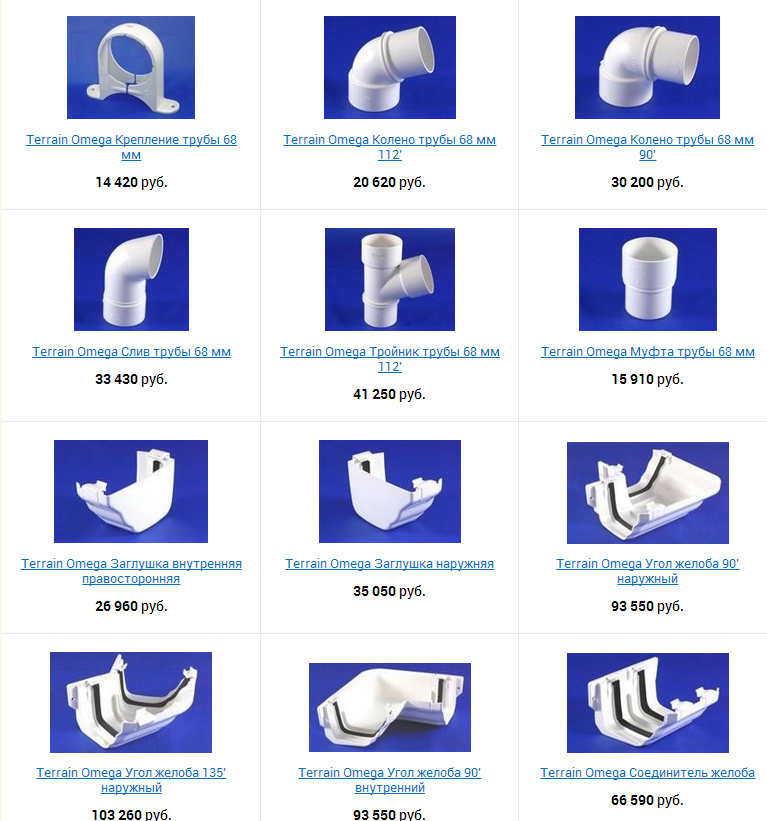 Terrain Omega Крепление трубы 68
мм
14 420 руб.
Terrain Omega Колено трубы 68 мм
112'
20 620 руб.
Terrain Omega Колено трубы 68 мм
90'
30 200 руб.
Terrain Omega Слив трубы 68 мм
33 430 руб.
Terrain Omega Тройник трубы 68 мм
112'
41 250 руб.
Terrain Omega Муфта трубы 68 мм
15 910 руб.
Terrain Omega Заглушка внутренняя
правосторонняя
26 960 руб.
Terrain Omega Заглушка наружняя
35 050 руб.
Terrain Omega Угол желоба 90'
наружный
93 550 руб.
Terrain Omega Угол желоба 135'
наружный
103 260 руб.
Terrain Omega Угол желоба 90'
внутренний
93 550 руб.
Terrain Omega Соединитель желоба
66 590 руб.